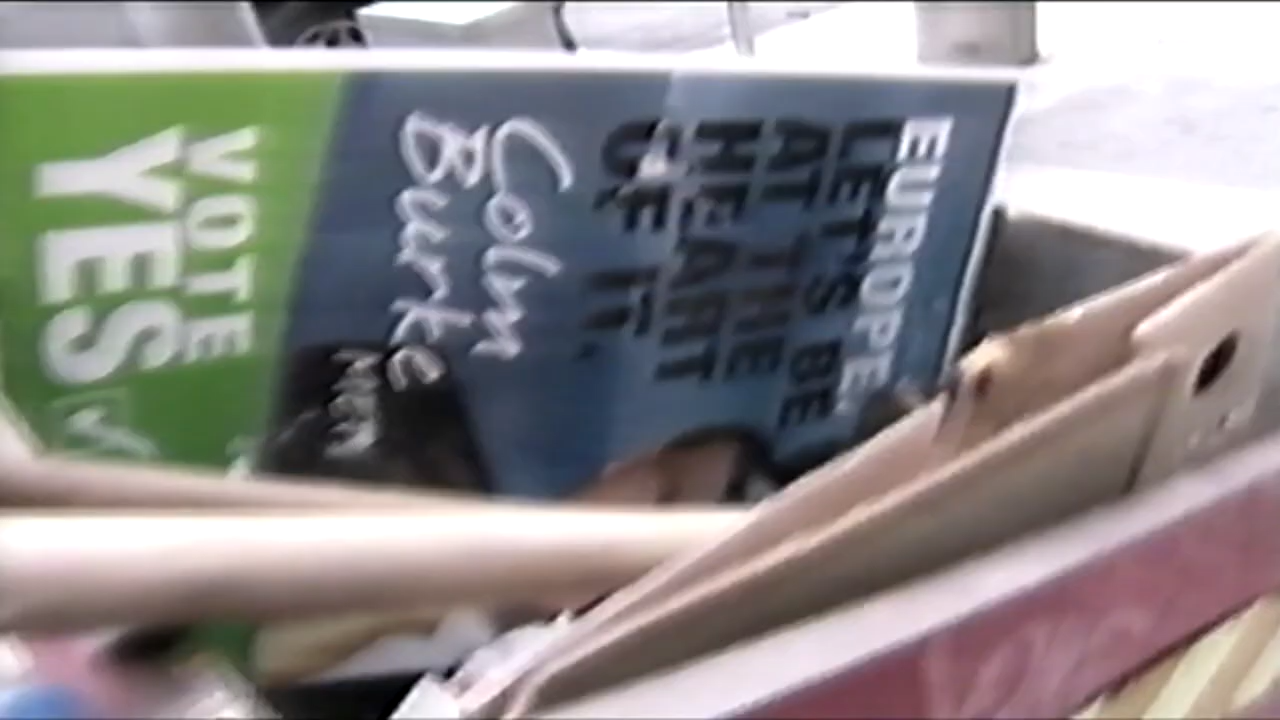 EUROPE
LET'S BE
AT THE
HEART
OF IT.
Colm
Burke
VOTE
YES